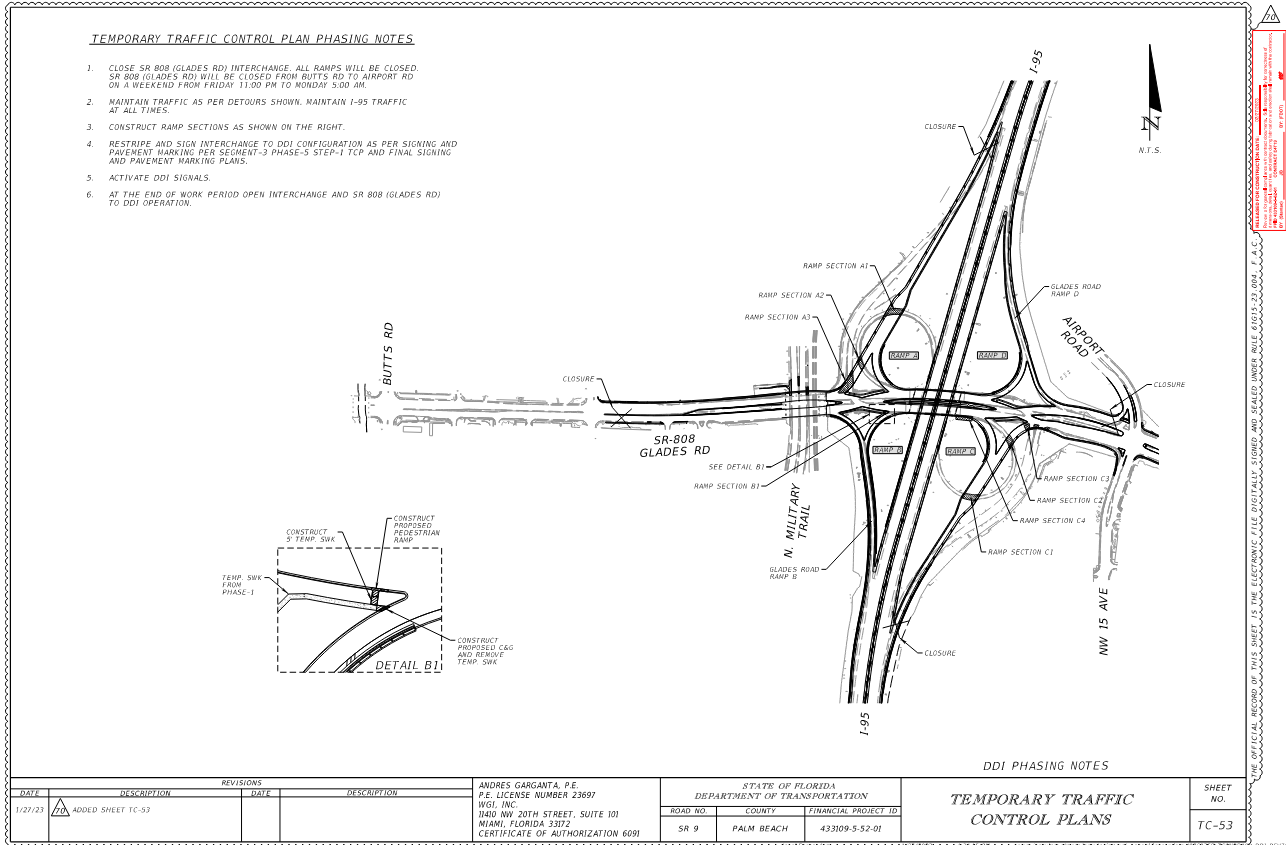 TEMPORARY TRAFFIC CONTROL PLAN PHASING NOTES
1. CLOSE SR 808 (GLADES RD) INTERCHANGE. ALL RAMPS WILL BE CLOSED.
SR 808 (GLADES RD) WILL BE CLOSED FROM BUTTS RD TO AIRPORT RD
ON A WEEKEND FROM FRIDAY 11:00 PM TO MONDAY 5:00 AM.
2. MAINTAIN TRAFFIC AS PER DETOURS SHOWN. MAINTAIN I-95 TRAFFIC
AT ALL TIMES.
3. CONSTRUCT RAMP SECTIONS AS SHOWN ON THE RIGHT.
4. RESTRIPE AND SIGN INTERCHANGE TO DDI CONFIGURATION AS PER SIGNING AND
PAVEMENT MARKING PER SEGMENT-3 PHASE-5 STEP-1 TCP AND FINAL SIGNING
AND PAVEMENT MARKING PLANS.
5. ACTIVATE DDI SIGNALS.
6. AT THE END OF WORK PERIOD OPEN INTERCHANGE AND SR 808 (GLADES RD)
TO DDI OPERATION.
I-95
N
N.T.S.
70
CLOSURE
RAMP SECTION A1
RAMP SECTION A2
RAMP SECTION A3
GLADES ROAD
RAMP D
AIRPORT
ROAD
BUTTS RD
CLOSURE
CLOSURE
RAMP A
RAMP D
SR-808
GLADES RD
RAMP B
RAMP C
SEE DETAIL B1
RAMP SECTION B1
RAMP SECTION C3
RAMP SECTION C2
RAMP SECTION C4
RAMP SECTION C1
N. MILITARY
TRAIL
GLADES ROAD
RAMP B
NW 15 AVE
CLOSURE
I-95
CONSTRUCT
PROPOSED
PEDESTRIAN
RAMP
CONSTRUCT
5' TEMP. SWK
TEMP. SWK
FROM
PHASE-1
CONSTRUCT
PROPOSED C&G
AND REMOVE
TEMP. SWK
DETAIL B1
DDI PHASING NOTES
THE OFFICIAL RECORD OF THIS SHEET IS THE ELECTRONIC FILE DIGITALLY SIGNED AND SEALED UNDER RULE 61G15-23.004, F.A.C.
REVISIONS
DATE DESCRIPTION DATE DESCRIPTION
1/27/23 70 ADDED SHEET TC-53
ANDRES GARGANTA, P.E.
P.E. LICENSE NUMBER 23697
WGI, INC.
11410 NW 20TH STREET, SUITE 101
MIAMI, FLORIDA 33172
CERTIFICATE OF AUTHORIZATION 6091
STATE OF FLORIDA
DEPARTMENT OF TRANSPORTATION
ROAD NO. COUNTY FINANCIAL PROJECT ID
SR 9 PALM BEACH 433109-5-52-01
TEMPORARY TRAFFIC
CONTROL PLANS
SHEET
NO.
TC-53